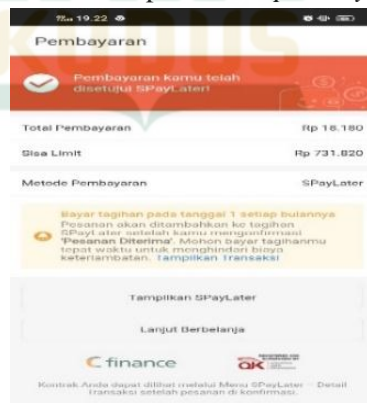 19.22
Pembayaran
Pembayaran kamu telah
disetujui SPayLater!
Total Pembayaran Rp 18.180
Sisa Limit Rp 731.820
Metode Pembayaran SPayLater
Bayar tagihan pada tanggal 1 setiap bulannya
Pesanan akan ditambahkan ke tagihan
SPayLater setelah kamu mengonfirmasi
'Pesanan Diterima'. Mohon bayar tagihanmu
tepat waktu untuk menghindari biaya
keterlambatan. Tampilkan Transaksi
Tampilkan SPayLater
Lanjut Berbelanja
Cfinance
Kontrak Anda dapat dilihat melalui Menu SPayLater - Detail
Transaksi setelah pesanan di konfirmasi.